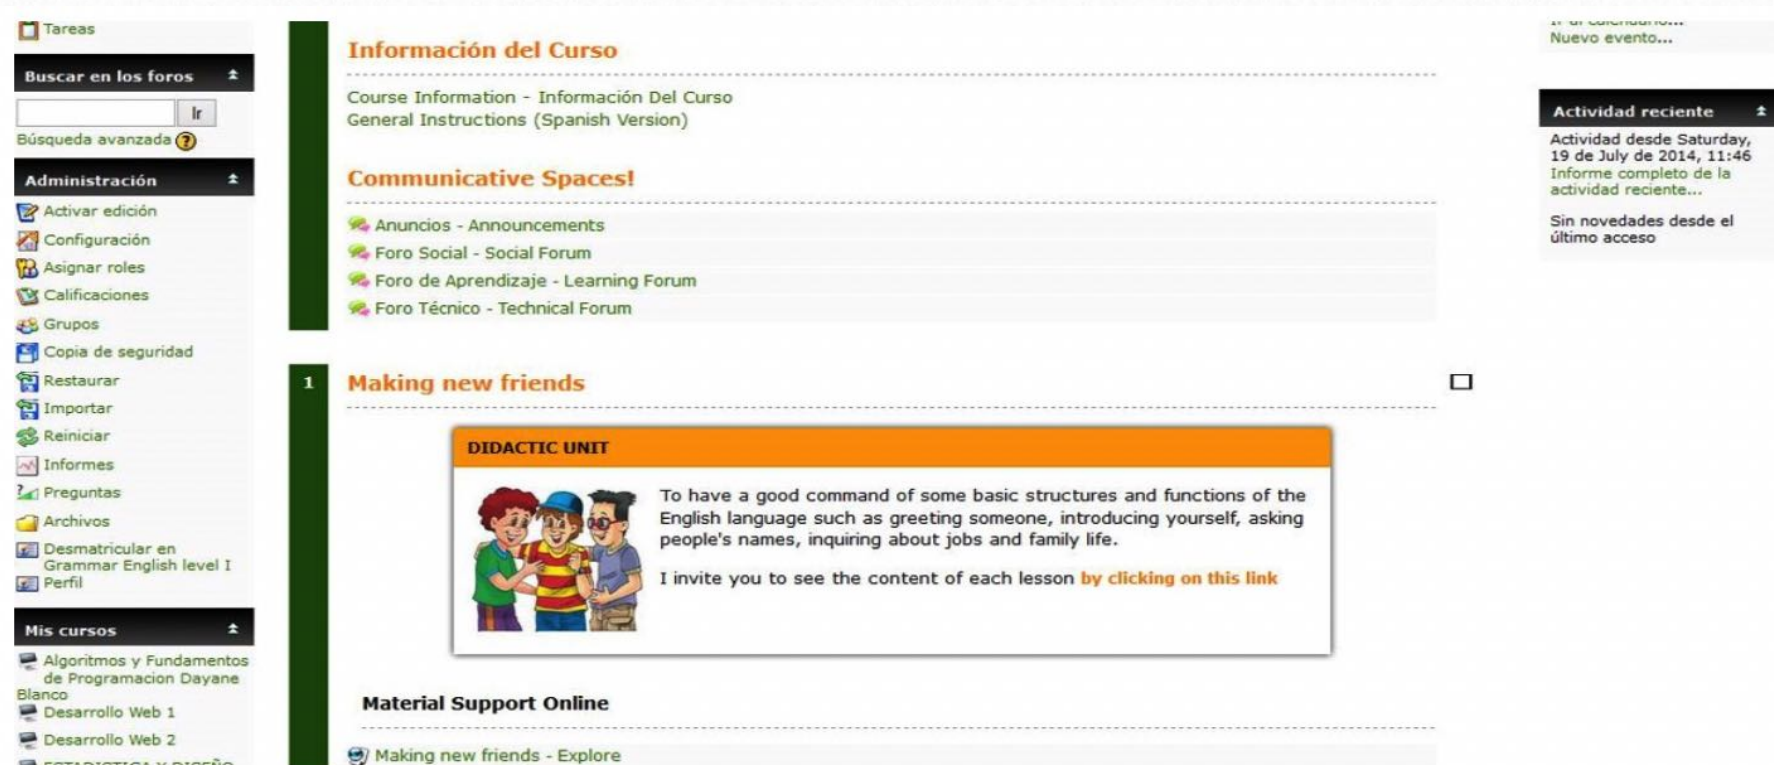 Tareas
Buscar en los foros
Ir
Búsqueda avanzada ?
Administración
Activar edición
Configuración
Asignar roles
Calificaciones
Grupos
Copia de seguridad
Restaurar
Importar
Reiniciar
Informes
Preguntas
Archivos
Desmatricular en
Grammar English level I
Perfil
Mis cursos
Algoritmos y Fundamentos
de Programacion Dayane
Blanco
Desarrollo Web 1
Desarrollo Web 2
Información del Curso
Course Information - Información Del Curso
General Instructions (Spanish Version)
Communicative Spaces!
Anuncios - Announcements
Foro Social - Social Forum
Foro de Aprendizaje - Learning Forum
Foro Técnico - Technical Forum
1
Making new friends
DIDACTIC UNIT
To have a good command of some basic structures and functions of the
English language such as greeting someone, introducing yourself, asking
people's names, inquiring about jobs and family life.
I invite you to see the content of each lesson by clicking on this link
Material Support Online
Making new friends - Explore
Nuevo evento...
Actividad reciente
Actividad desde Saturday,
19 de July de 2014, 11:46
Informe completo de la
actividad reciente...
Sin novedades desde el
último acceso